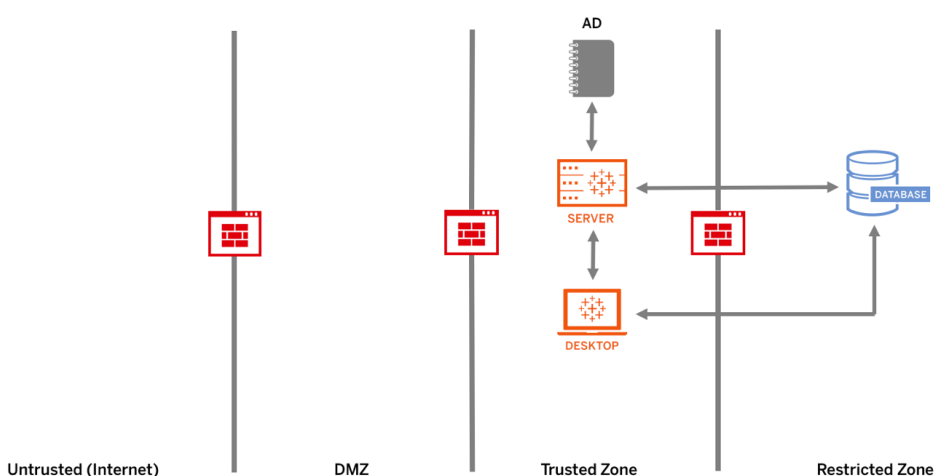 AD
SERVER
DATABASE
DESKTOP
Untrusted (Internet)
DMZ
Trusted Zone
Restricted Zone